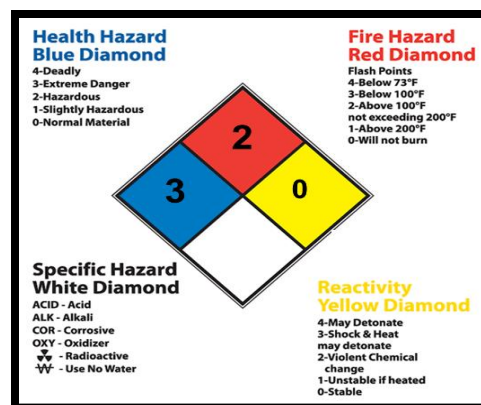 Health Hazard
Blue Diamond
4-Deadly
3-Extreme Danger
2-Hazardous
1-Slightly Hazardous
0-Normal Material
Fire Hazard
Red Diamond
Flash Points
4-Below 73°F
3-Below 100°F
2-Above 100°F
not exceeding 200°F
1-Above 200°F
0-Will not burn
2
3
0
Specific Hazard
White Diamond
ACID - Acid
ALK - Alkali
COR - Corrosive
OXY - Oxidizer
- Radioactive
W - Use No Water
Reactivity
Yellow Diamond
4-May Detonate
3-Shock & Heat
may detonate
2-Violent Chemical
change
1-Unstable if heated
0-Stable